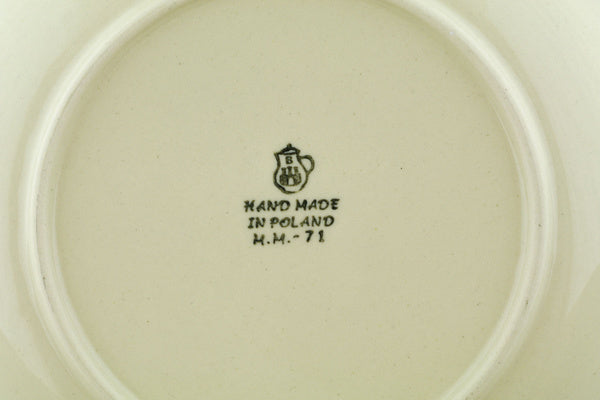 B
HAND MADE
IN POLAND
M.M.-71